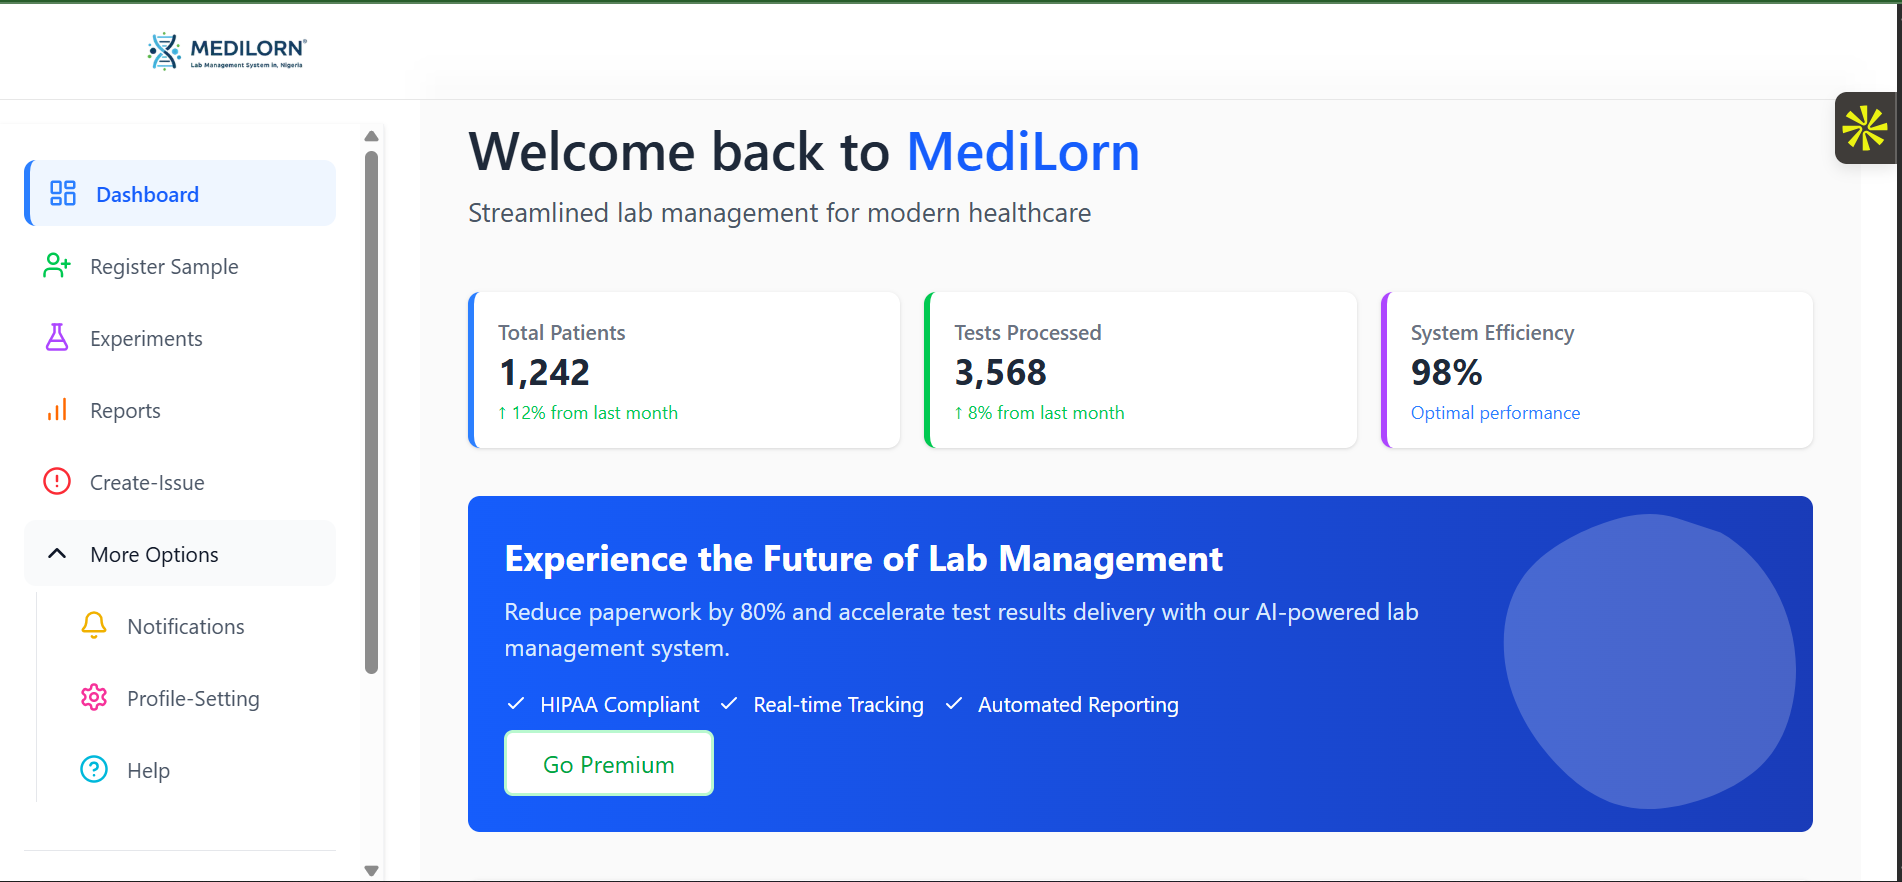 MEDILORN®
Lab Management System in, Nigeria
Dashboard
Register Sample
Experiments
Reports
Create-Issue
More Options
Notifications
Profile-Setting
Help
Welcome back to MediLorn
Streamlined lab management for modern healthcare
Total Patients
1,242
↑ 12% from last month
Tests Processed
3,568
↑ 8% from last month
System Efficiency
98%
Optimal performance
Experience the Future of Lab Management
Reduce paperwork by 80% and accelerate test results delivery with our AI-powered lab
management system.
✓ HIPAA Compliant ✓ Real-time Tracking ✓ Automated Reporting
Go Premium